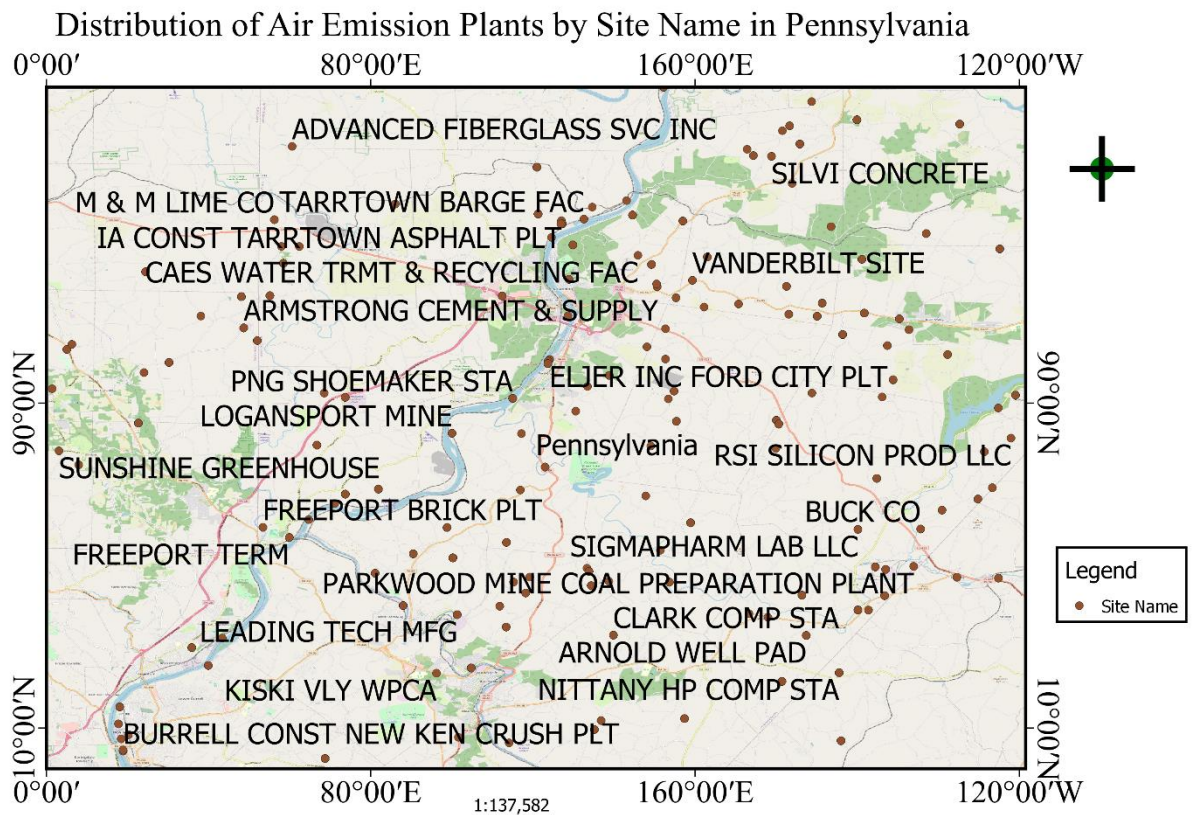 Distribution of Air Emission Plants by Site Name in Pennsylvania
0°00′ 80°00′E 160°00′E 120°00′W
ADVANCED FIBERGLASS SVC INC
SILVI CONCRETE
M & M LIME CO TARRTOWN BARGE FAC
IA CONST TARRTOWN ASPHALT PLT
VANDERBILT SITE
CAES WATER TRMT & RECYCLING FAC
ARMSTRONG CEMENT & SUPPLY
PNG SHOEMAKER STA
ELJER INC FORD CITY PLT
90°00′N
90°00′N
LOGANSPORT MINE
Pennsylvania
RSI SILICON PROD LLC
SUNSHINE GREENHOUSE
FREEPORT BRICK PLT
BUCK CO
FREEPORT TERM
SIGMAPHARM LAB LLC
Legend
Site Name
PARKWOOD MINE COAL PREPARATION PLANT
CLARK COMP STA
LEADING TECH MFG
ARNOLD WELL PAD
KISKI VLY WPCA
NITTANY HP COMP STA
BURRELL CONST NEW KEN CRUSH PLT
10°00′N
10°00′N
0°00′ 80°00′E 160°00′E 120°00′W
1:137,582